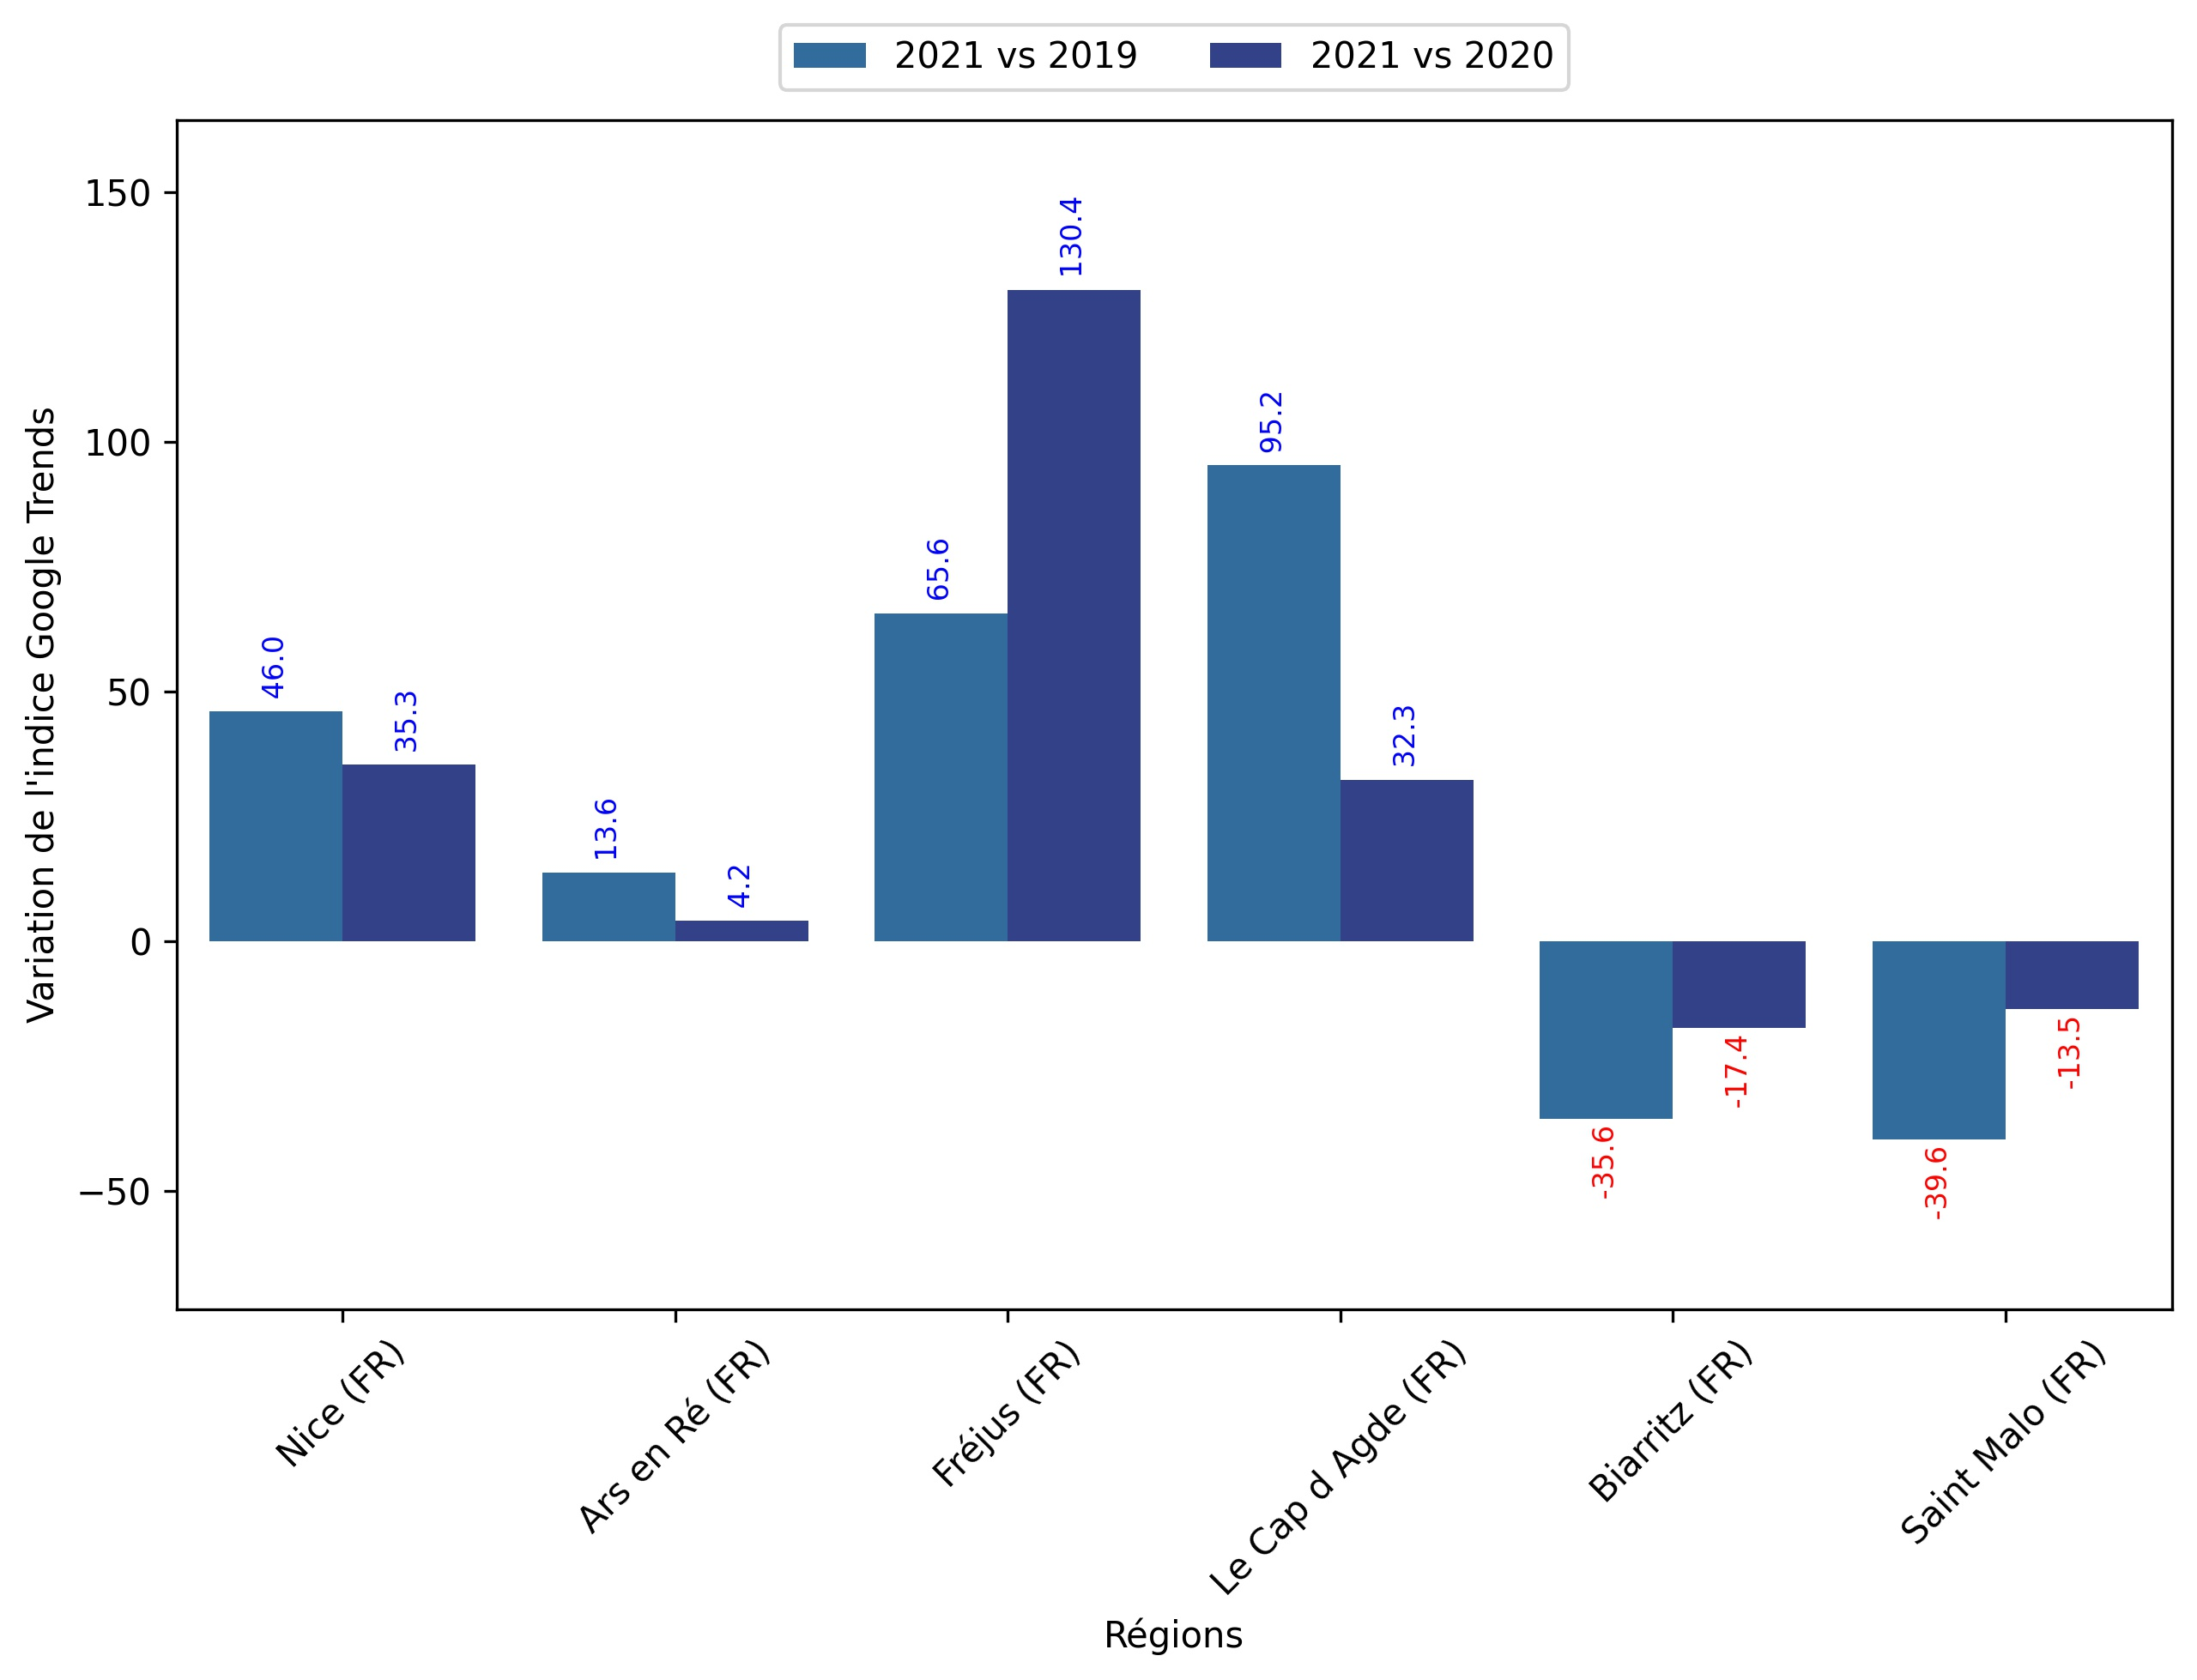 2021 vs 2019
2021 vs 2020
Variation de l'indice Google Trends
150
100
50
0
−50
46.0
35.3
13.6
4.2
65.6
130.4
95.2
32.3
-35.6
-17.4
-39.6
-13.5
Nice (FR)
Ars en Ré (FR)
Fréjus (FR)
Le Cap d Agde (FR)
Biarritz (FR)
Saint Malo (FR)
Régions